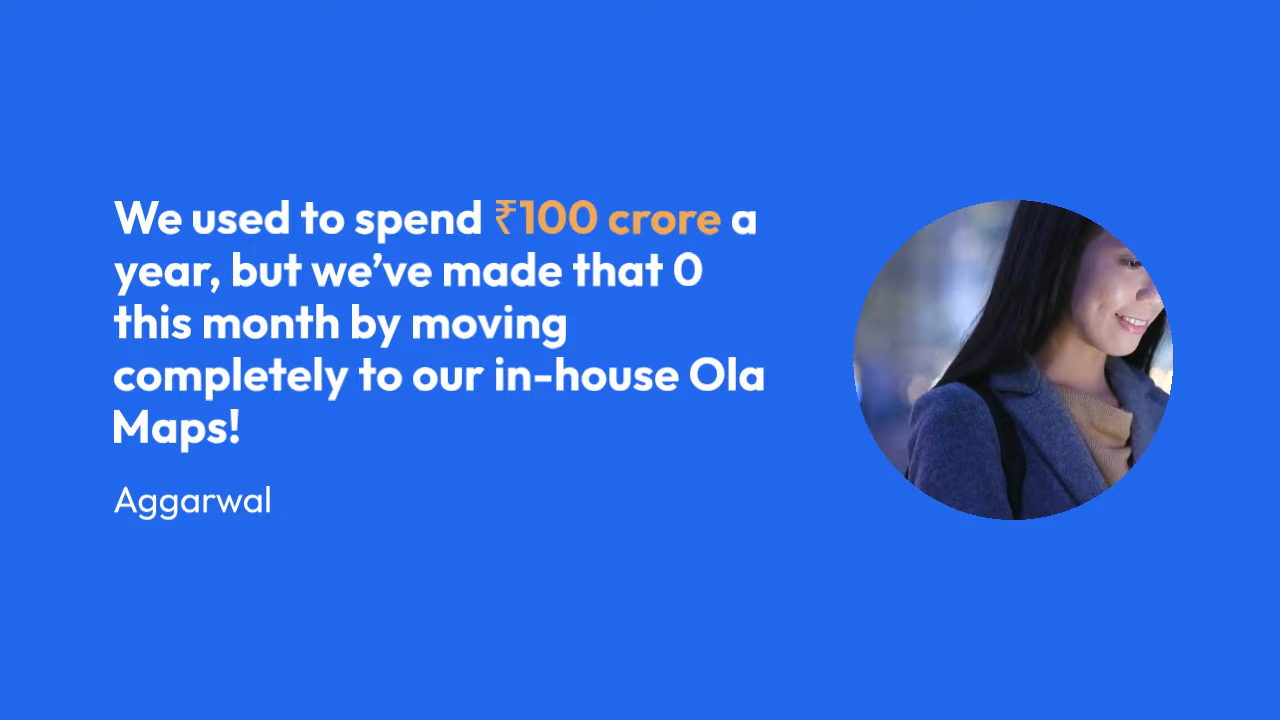 We used to spend ₹100 crore a
year, but we’ve made that 0
this month by moving
completely to our in-house Ola
Maps!
Aggarwal